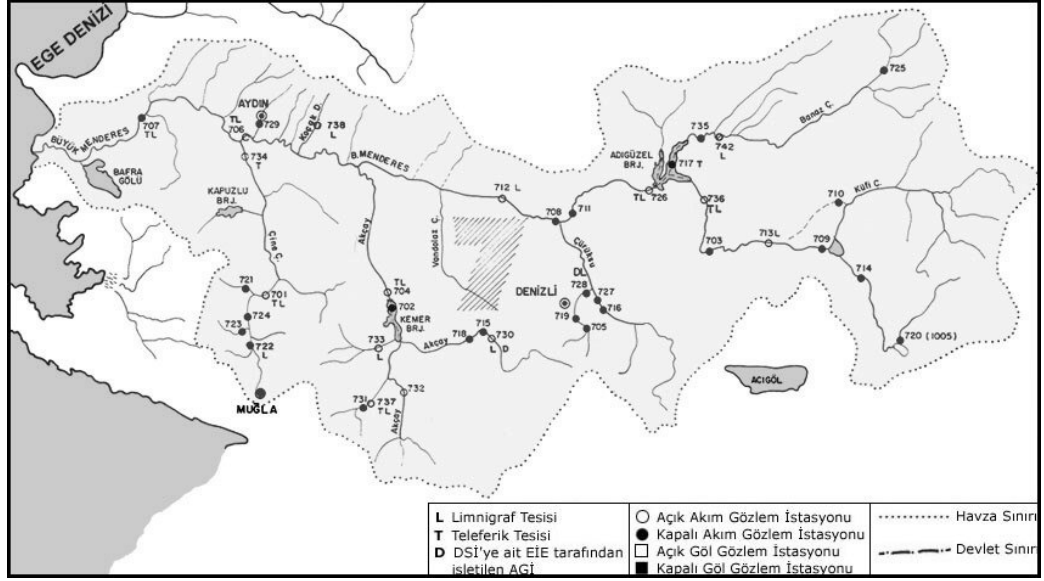 EGE DENİZİ
725
AYDIN
TL
706
729
Koçak D.
738
L
707
TL
BÜYÜK MENDERES
BAFRA
GÖLÜ
734
T
B.MENDERES
735
742
L
Banaz Ç.
ADIGÜZEL
BRJ.
717 T
TL
726
736
TL
KAPUZLU
BRJ.
712 L
708
711
710
Küfi Ç.
Çine Ç.
Akçay
Vandalaz Ç.
Çürüksu
703
713L
709
714
721
701
TL
724
723
722
L
TL
704
702
KEMER
BRJ.
DENİZLİ
DL
728
727
716
719
705
733
L
Akçay
718
715
730
L D
720 (1005)
ACIGÖL
MUĞLA
731
737
TL
732
Akçay
L Limnigraf Tesisi
T Teleferik Tesisi
D DSİ'ye ait EİE tarafından
işletilen AGİ
Açık Akım Gözlem İstasyonu
Kapalı Akım Gözlem İstasyonu
Açık Göl Gözlem İstasyonu
Kapalı Göl Gözlem İstasyonu
Havza Sınırı
Devlet Sınırı